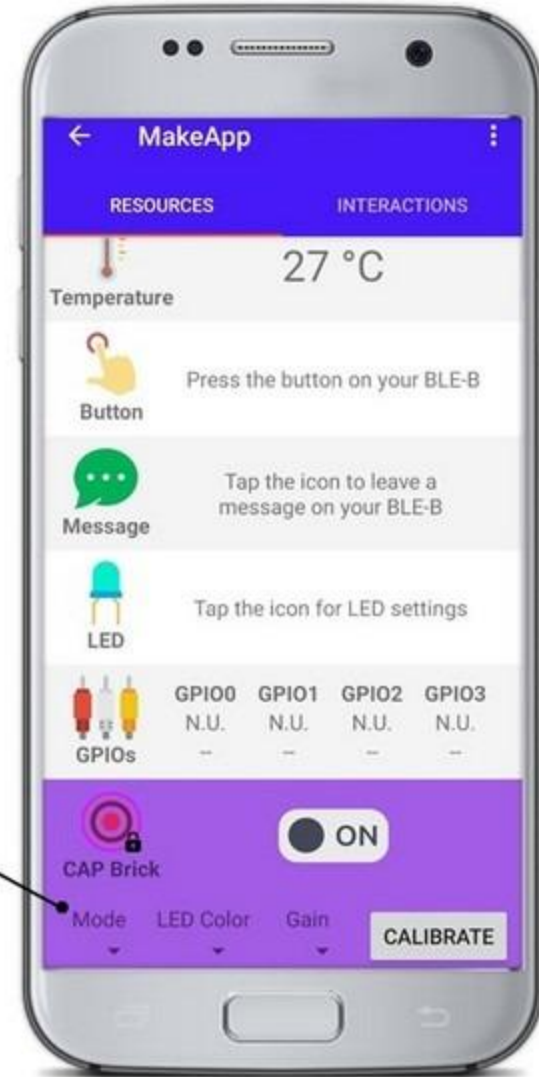 MakeApp
RESOURCES INTERACTIONS
27 °C
Temperature
Press the button on your BLE-B
Button
Tap the icon to leave a
message on your BLE-B
Message
Tap the icon for LED settings
LED
GPIO0 GPIO1 GPIO2 GPIO3
N.U. N.U. N.U. N.U.
-- -- -- --
GPIOs
ON
CAP Brick
Mode LED Color Gain CALIBRATE